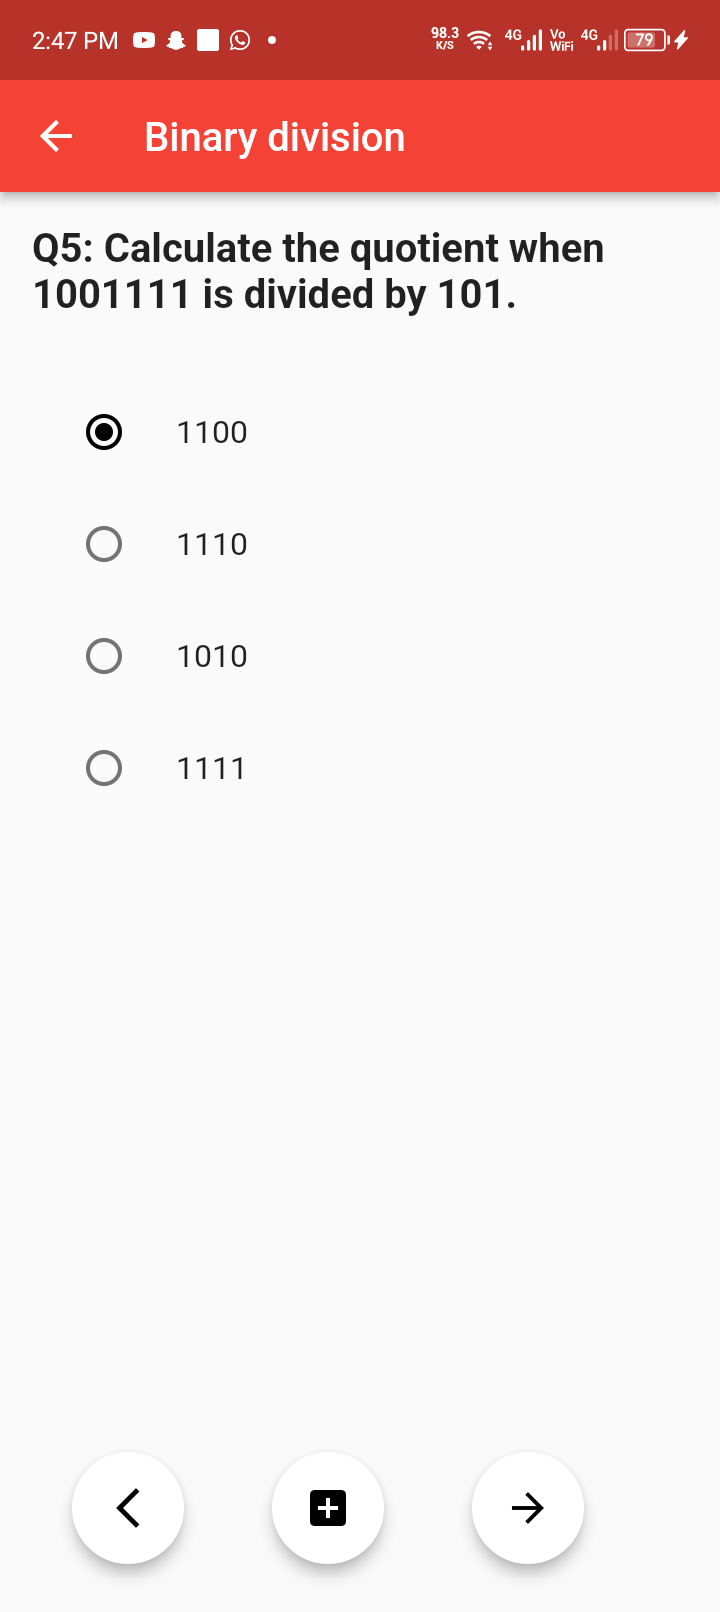 2:47 PM 98.3 K/S 4G Vo WiFi 4G 79
Binary division
Q5: Calculate the quotient when
1001111 is divided by 101.
1100
1110
1010
1111